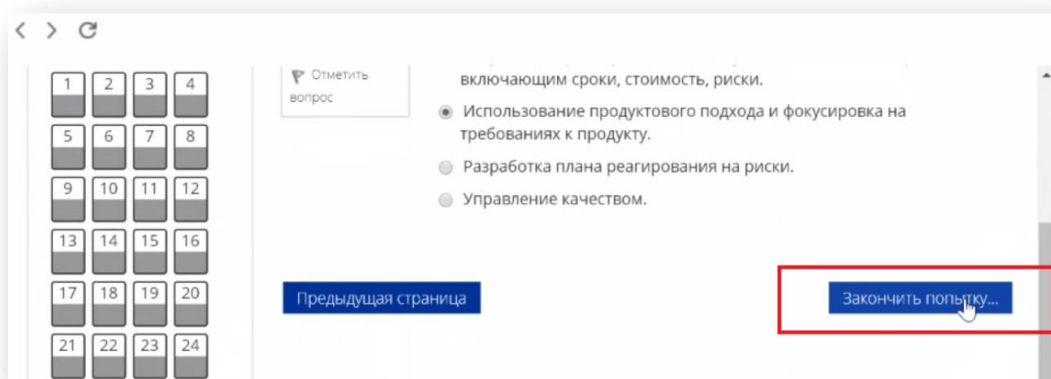 1 2 3 4
5 6 7 8
9 10 11 12
13 14 15 16
17 18 19 20
21 22 23 24
Отметить
вопрос
включающим сроки, стоимость, риски.
Использование продуктового подхода и фокусировка на
требованиях к продукту.
Разработка плана реагирования на риски.
Управление качеством.
Предыдущая страница
Закончить попытку...